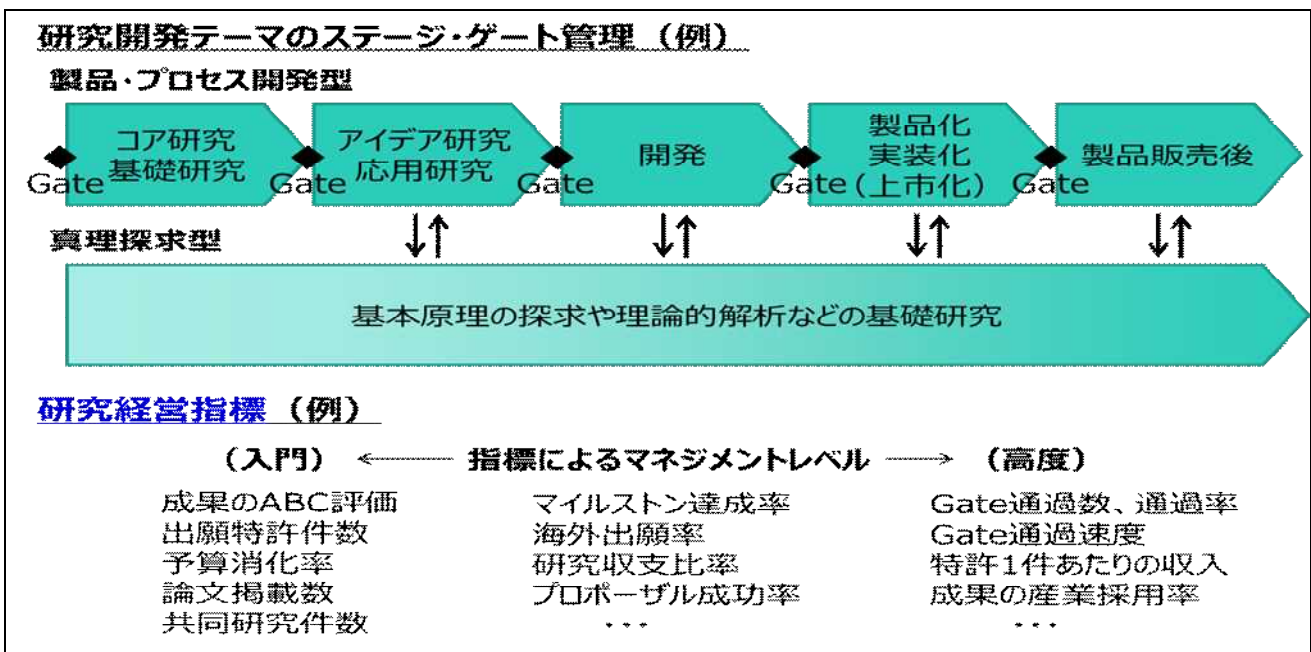 研究開発テーマのステージ・ゲート管理（例）
製品・プロセス開発型
コア研究
基礎研究
アイデア研究
応用研究
開発
製品化
実装化
(上市化)
製品販売後
Gate
Gate
Gate
Gate
Gate
真理探求型
↓↑
↓↑
↓↑
↓↑
基本原理の探求や理論的解析などの基礎研究
研究経営指標（例）
（入門） ← 指標によるマネジメントレベル → （高度）
成果のABC評価
出願特許件数
予算消化率
論文掲載数
共同研究件数
マイルストン達成率
海外出願率
研究収支比率
プロポーザル成功率
・・・
Gate通過数、通過率
Gate通過速度
特許1件あたりの収入
成果の産業採用率
・・・